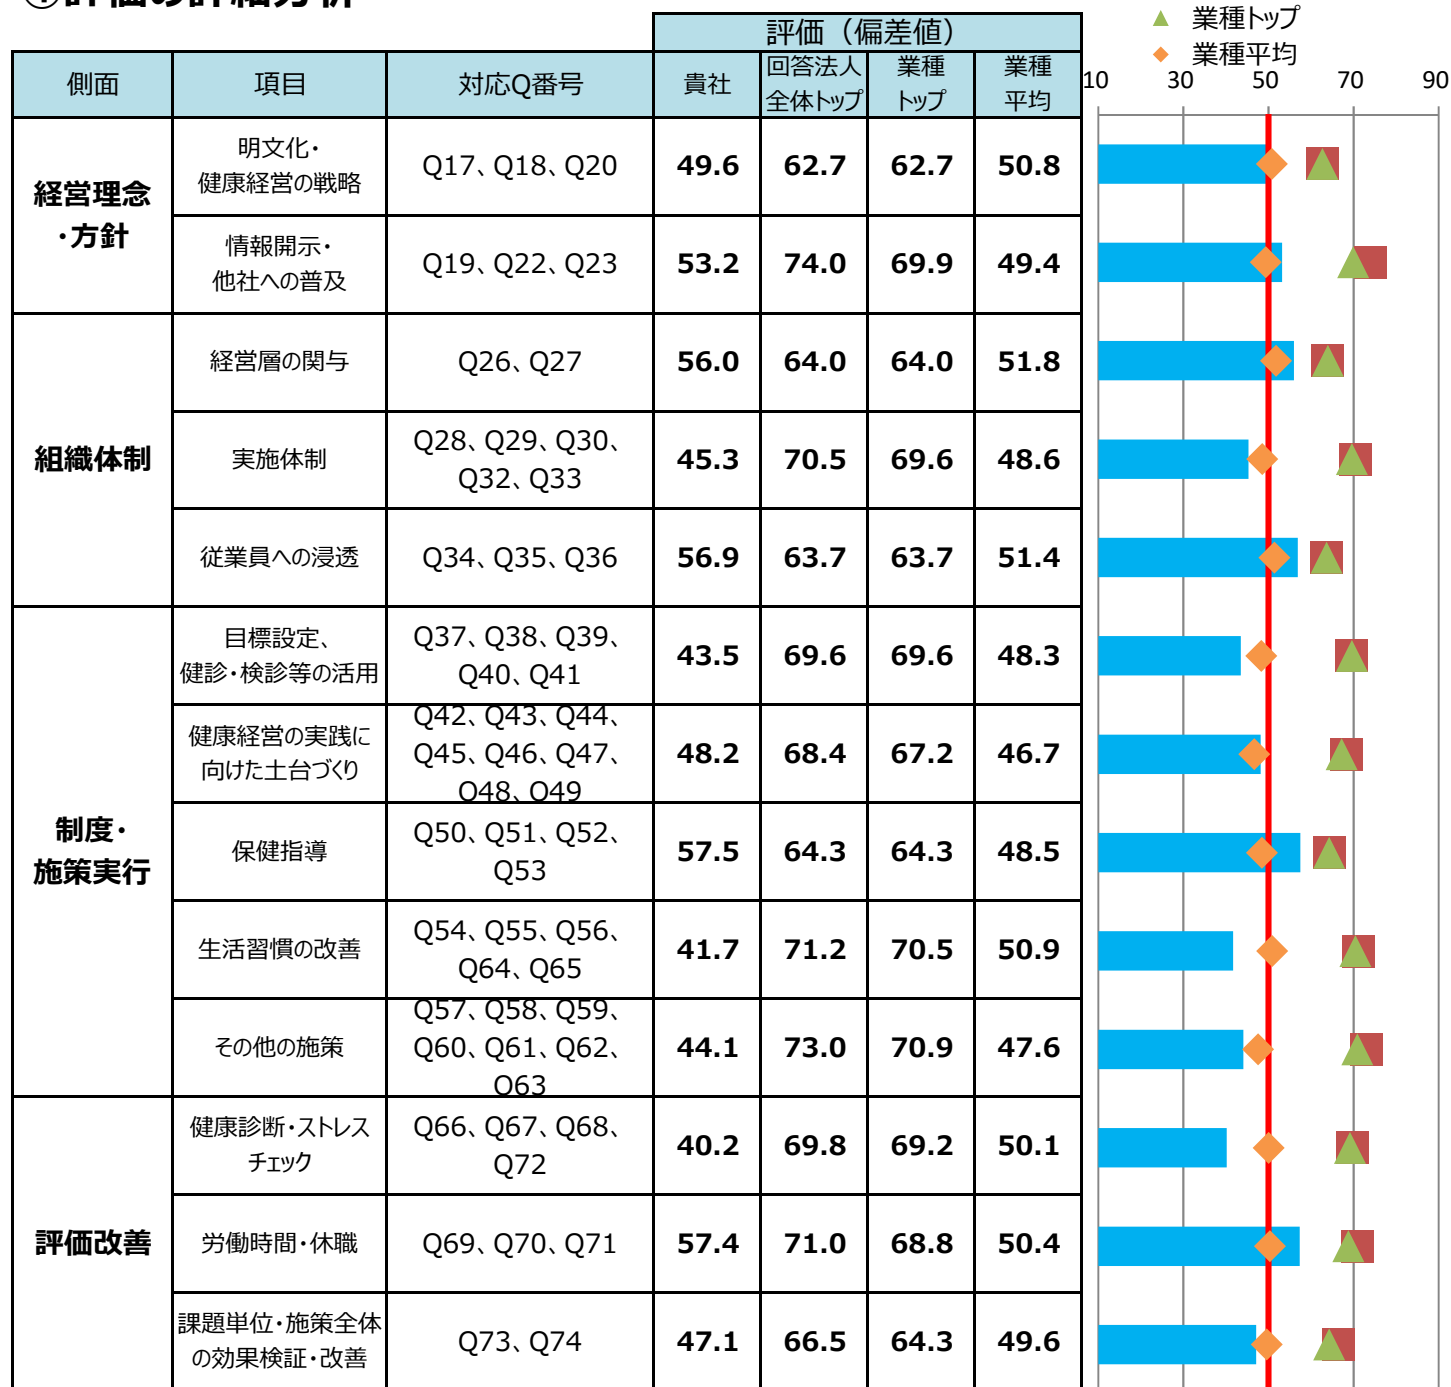 ①評価の詳細分析
▲ 業種トップ
◆ 業種平均
評価（偏差値）
側面 項目 対応Q番号 貴社 回答法人全体トップ 業種トップ 業種平均
10 30 50 70 90
経営理念・方針
明文化・健康経営の戦略 Q17、Q18、Q20 49.6 62.7 62.7 50.8
情報開示・他社への普及 Q19、Q22、Q23 53.2 74.0 69.9 49.4
組織体制
経営層の関与 Q26、Q27 56.0 64.0 64.0 51.8
実施体制 Q28、Q29、Q30、Q32、Q33 45.3 70.5 69.6 48.6
従業員への浸透 Q34、Q35、Q36 56.9 63.7 63.7 51.4
制度・施策実行
目標設定、健診・検診等の活用 Q37、Q38、Q39、Q40、Q41 43.5 69.6 69.6 48.3
健康経営の実践に向けた土台づくり Q42、Q43、Q44、Q45、Q46、Q47、Q48、Q49 48.2 68.4 67.2 46.7
保健指導 Q50、Q51、Q52、Q53 57.5 64.3 64.3 48.5
生活習慣の改善 Q54、Q55、Q56、Q64、Q65 41.7 71.2 70.5 50.9
その他の施策 Q57、Q58、Q59、Q60、Q61、Q62、Q63 44.1 73.0 70.9 47.6
評価改善
健康診断・ストレスチェック Q66、Q67、Q68、Q72 40.2 69.8 69.2 50.1
労働時間・休職 Q69、Q70、Q71 57.4 71.0 68.8 50.4
課題単位・施策全体の効果検証・改善 Q73、Q74 47.1 66.5 64.3 49.6